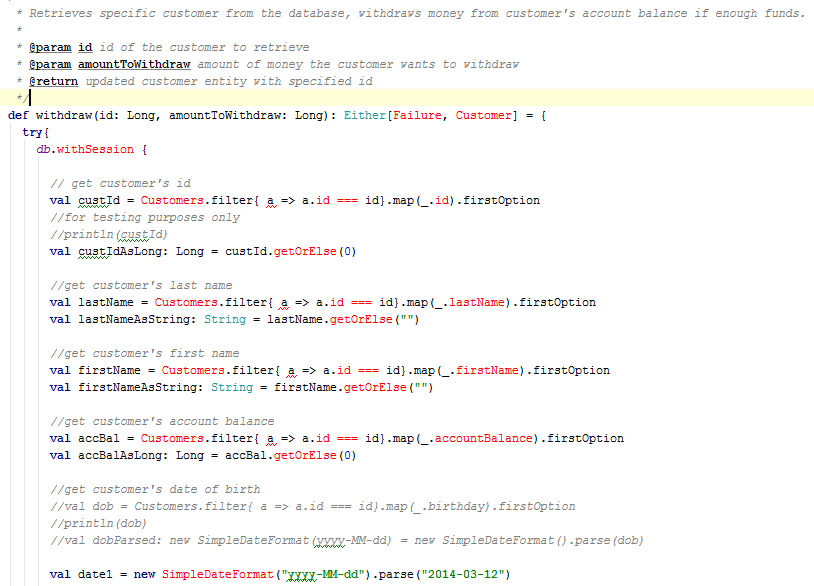 * Retrieves specific customer from the database, withdraws money from customer's account balance if enough funds.
*
* @param id id of the customer to retrieve
* @param amountToWithdraw amount of money the customer wants to withdraw
* @return updated customer entity with specified id
*/
def withdraw(id: Long, amountToWithdraw: Long): Either[Failure, Customer] = {
try{
db.withSession {
// get customer's id
val custId = Customers.filter{ a => a.id === id}.map(_.id).firstOption
//for testing purposes only
//println(custId)
val custIdAsLong: Long = custId.getOrElse(0)
//get customer's last name
val lastName = Customers.filter{ a => a.id === id}.map(_.lastName).firstOption
val lastNameAsString: String = lastName.getOrElse("")
//get customer's first name
val firstName = Customers.filter{ a => a.id === id}.map(_.firstName).firstOption
val firstNameAsString: String = firstName.getOrElse("")
//get customer's account balance
val accBal = Customers.filter{ a => a.id === id}.map(_.accountBalance).firstOption
val accBalAsLong: Long = accBal.getOrElse(0)
//get customer's date of birth
//val dob = Customers.filter{ a => a.id === id}.map(_.birthday).firstOption
//println(dob)
//val dobParsed: new SimpleDateFormat(yyyy-MM-dd) = new SimpleDateFormat().parse(dob)
val date1 = new SimpleDateFormat("yyyy-MM-dd").parse("2014-03-12")